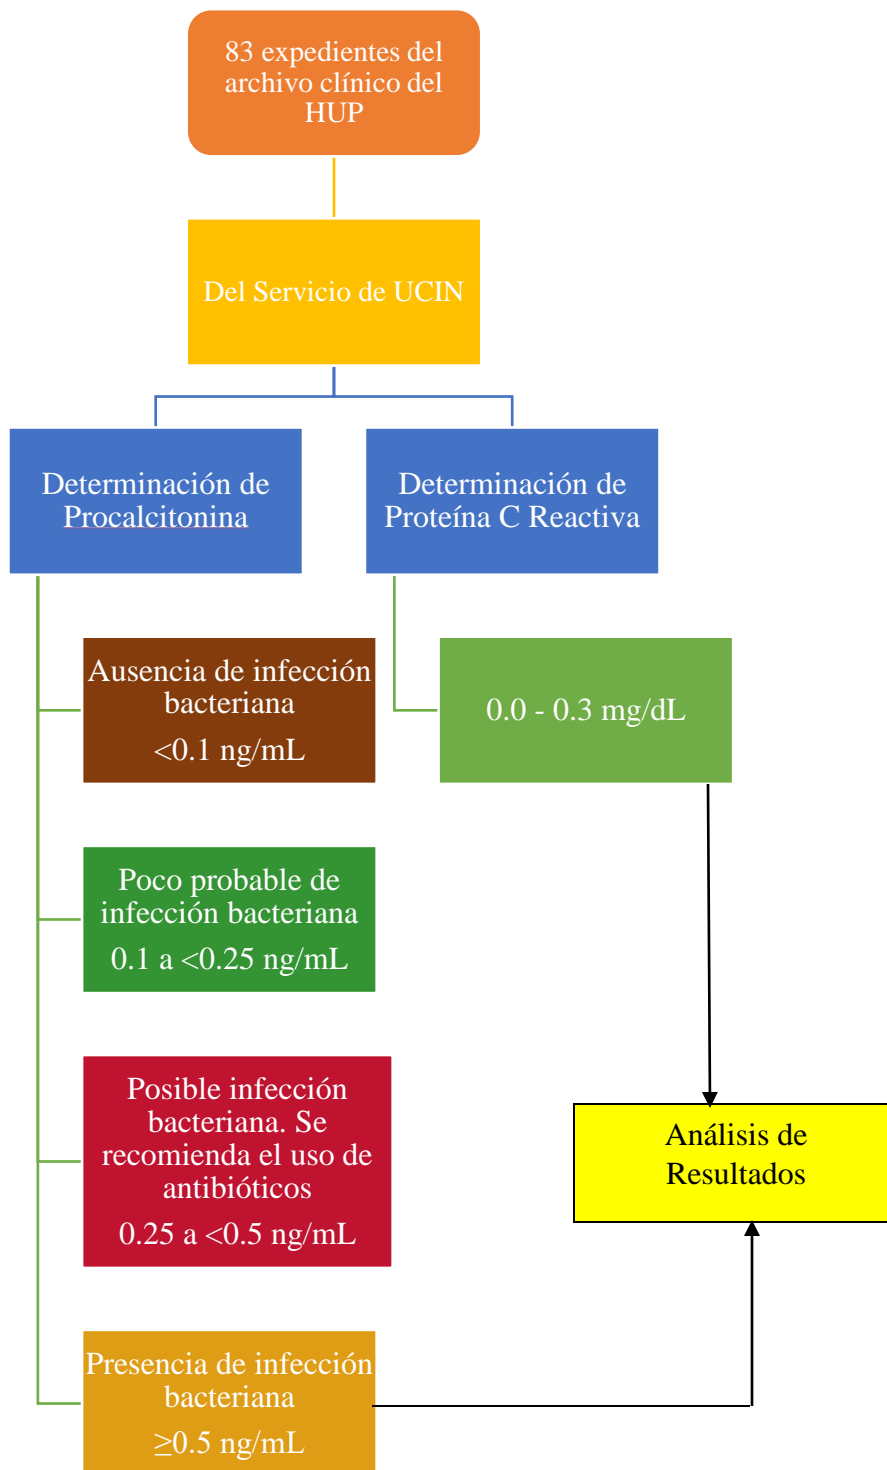 83 expedientes del
archivo clínico del
HUP
Del Servicio de UCIN
Determinación de
Procalcitonina
Determinación de
Proteína C Reactiva
Ausencia de infección
bacteriana
<0.1 ng/mL
0.0 - 0.3 mg/dL
Poco probable de
infección bacteriana
0.1 a <0.25 ng/mL
Posible infección
bacteriana. Se
recomienda el uso de
antibióticos
0.25 a <0.5 ng/mL
Análisis de
Resultados
Presencia de infección
bacteriana
≥0.5 ng/mL